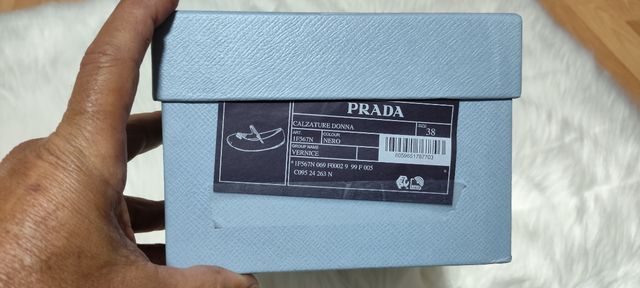 PRADA
CALZATURE DONNA
SIZE
38
ART.
1F567N
COLOUR
NERO
GROUP NAME
VERNICE
*1F567N 069 F0002 9 99 F 005
C095 24 263 N
8059651787703